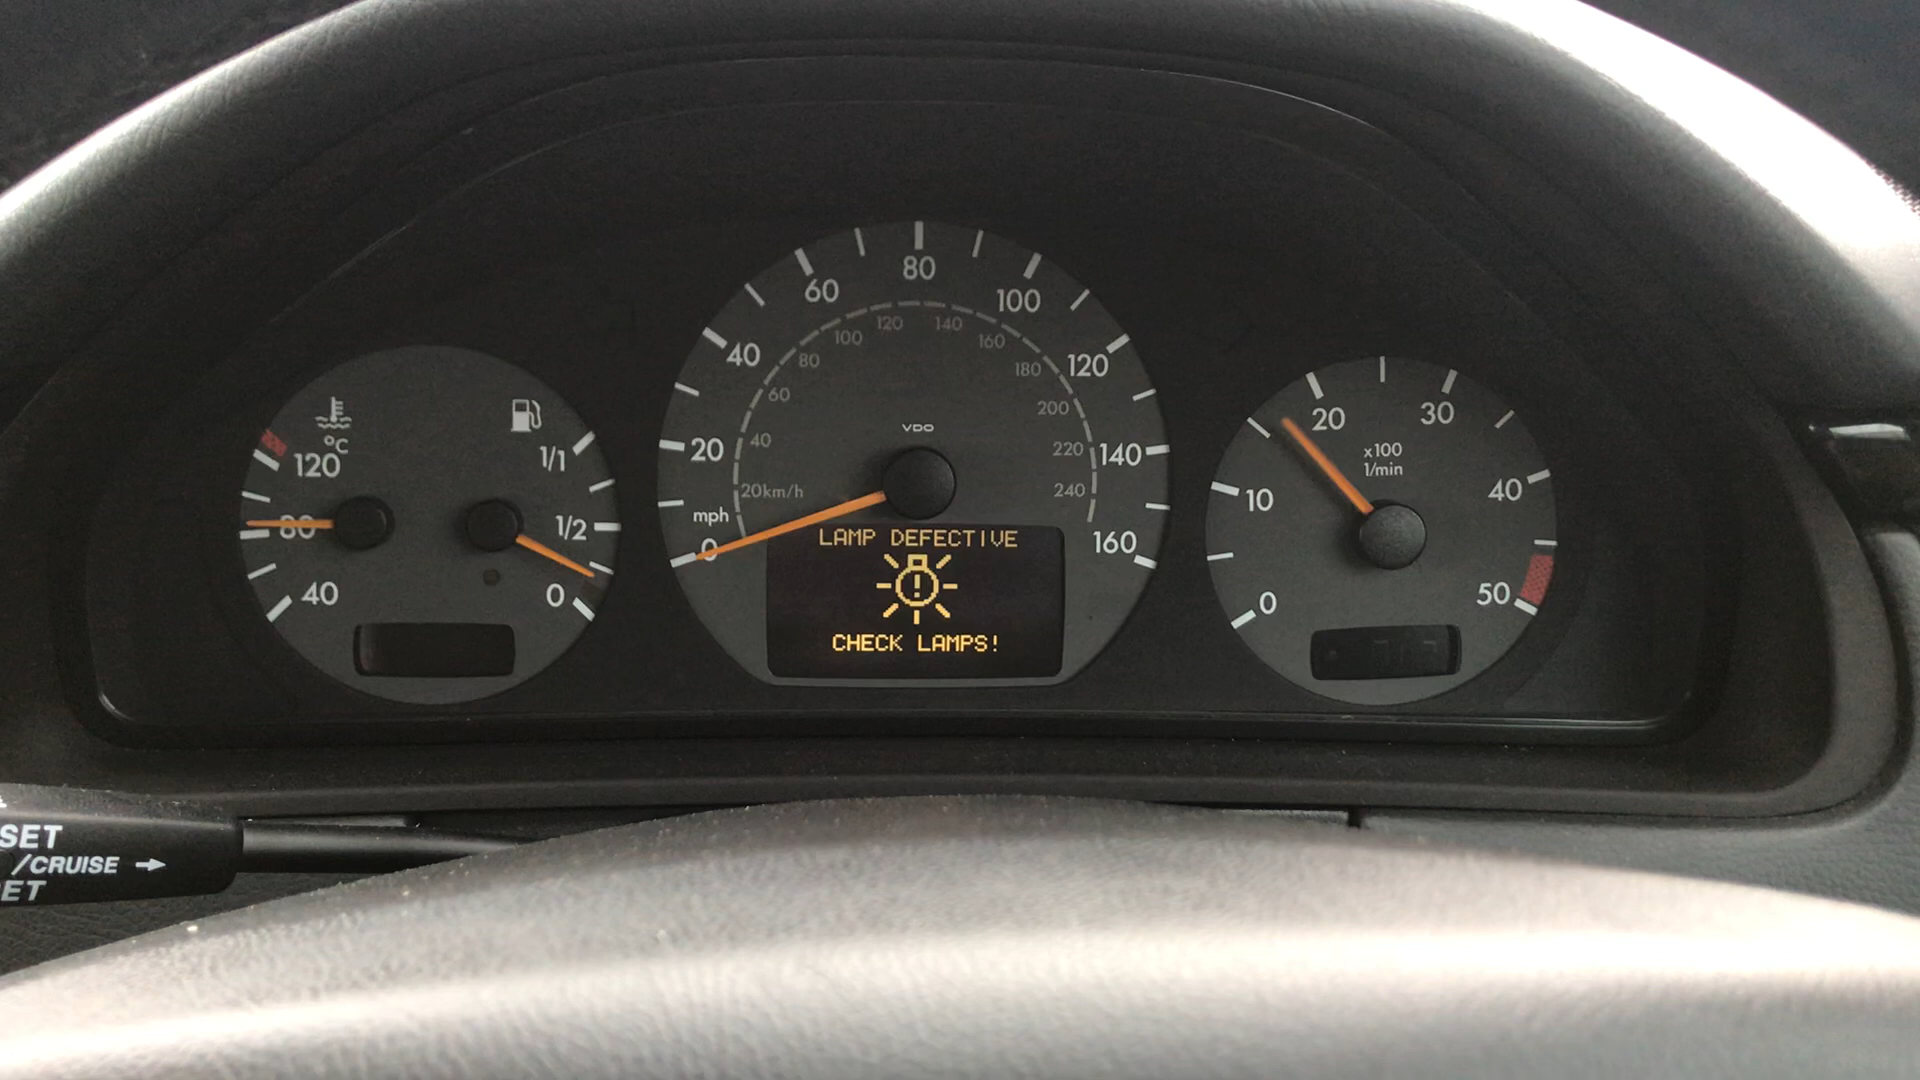 °C
120
80
40
1/1
1/2
0
80
60
100
40
120
20
140
mph
0
160
120
140
100
160
80
180
60
200
40
220
20km/h
240
VDO
LAMP DEFECTIVE
CHECK LAMPS!
20
30
x100
1/min
10
40
0
50
SET
/CRUISE →
ET